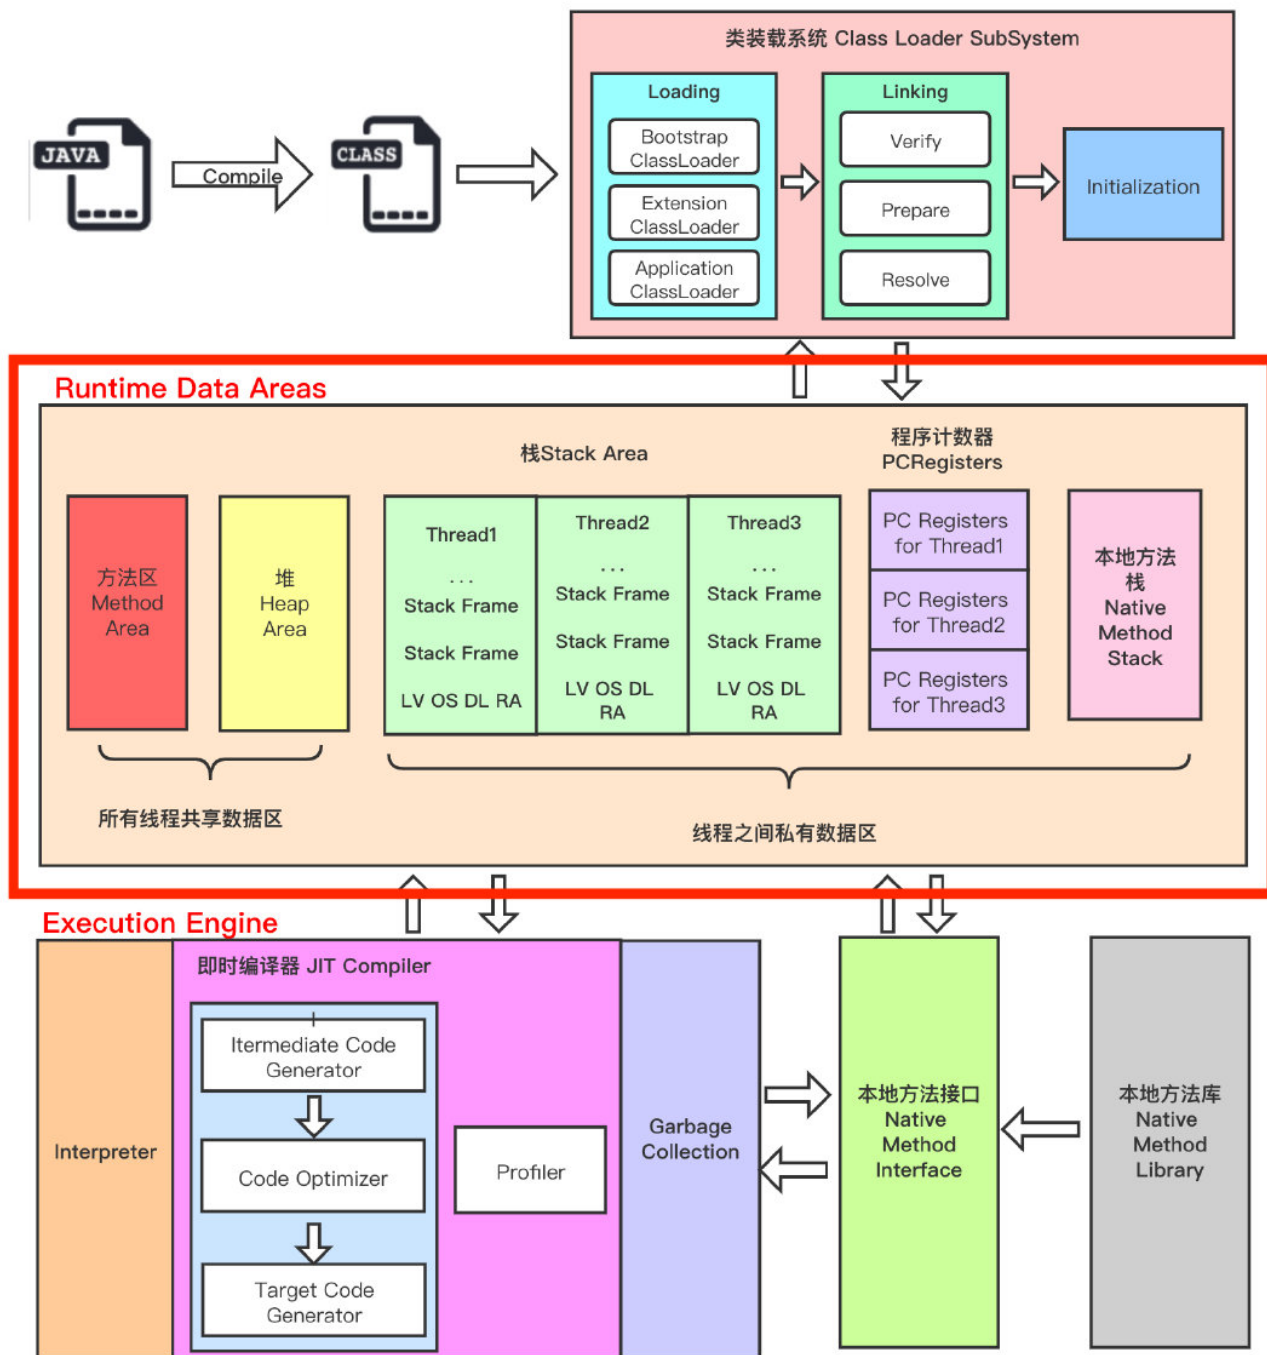 类装载系统 Class Loader SubSystem
JAVA
Compile
CLASS
Loading
Bootstrap
ClassLoader
Extension
ClassLoader
Application
ClassLoader
Linking
Verify
Prepare
Resolve
Initialization
Runtime Data Areas
方法区
Method
Area
堆
Heap
Area
所有线程共享数据区
栈Stack Area
Thread1
...
Stack Frame
Stack Frame
LV OS DL RA
Thread2
...
Stack Frame
Stack Frame
LV OS DL
RA
Thread3
...
Stack Frame
Stack Frame
LV OS DL
RA
程序计数器
PCRegisters
PC Registers
for Thread1
PC Registers
for Thread2
PC Registers
for Thread3
本地方法
栈
Native
Method
Stack
线程之间私有数据区
Execution Engine
Interpreter
即时编译器 JIT Compiler
Itermediate Code
Generator
Code Optimizer
Target Code
Generator
Profiler
Garbage
Collection
本地方法接口
Native
Method
Interface
本地方法库
Native
Method
Library